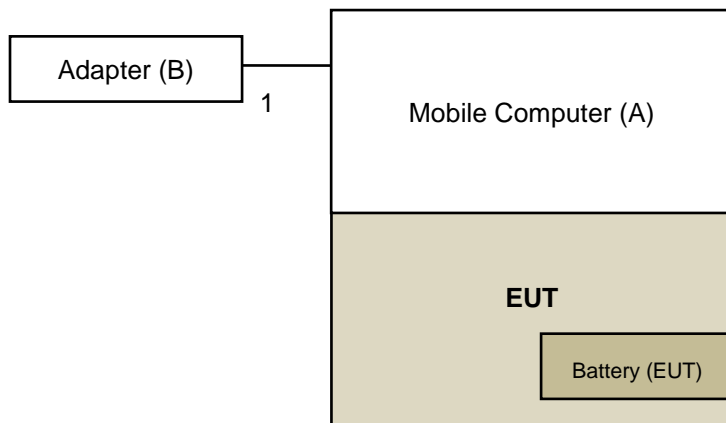 Adapter (B)
1
Mobile Computer (A)
EUT
Battery (EUT)